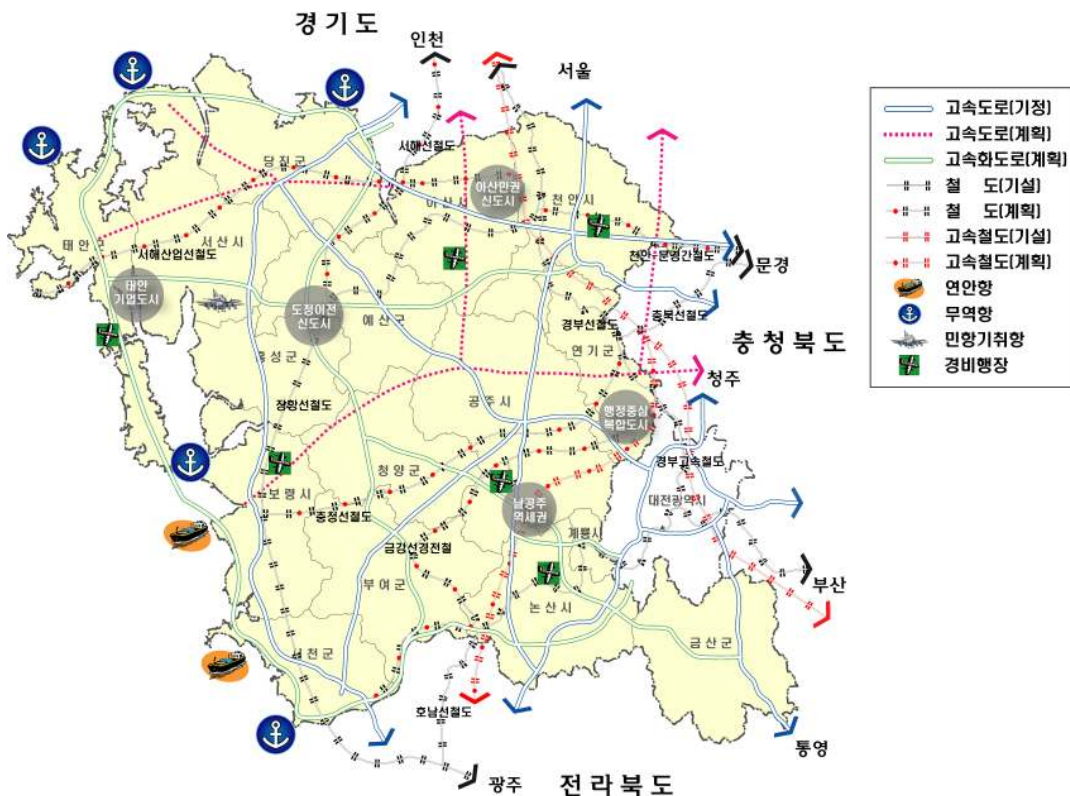 경기도
인천
서울
당진군
서해선철도
아산만권
신도시
아산시
천안시
태안군
서산시
서해산업선철도
천안-문경간철도
문경
태안
기업도시
도정이전
신도시
예산군
경부선철도
충북선철도
충청북도
홍성군
연기군
청주
장황선철도
공주시
행정중심
복합도시
경부고속철도
청양군
보령시
대전광역시
남공주
역세권
충청선철도
계룡시
금강선경전철
부여군
논산시
부산
금산군
서천군
호남선철도
통영
광주
전라북도
고속도로(기정)
고속도로(계획)
고속화도로(계획)
철 도(기설)
철 도(계획)
고속철도(기설)
고속철도(계획)
연안항
무역항
민항기취항
경비행장